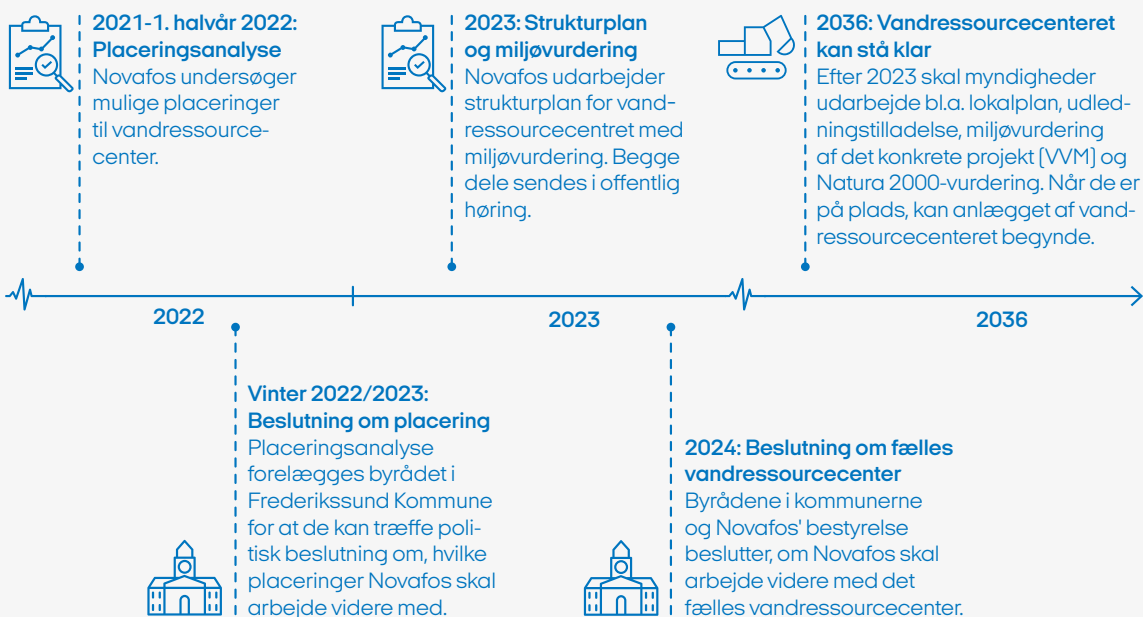 2021-1. halvår 2022:
Placeringsanalyse
Novafos undersøger
mulige placeringer
til vandressource-
center.
2023: Strukturplan
og miljøvurdering
Novafos udarbejder
strukturplan for vand-
ressourcecentret med
miljøvurdering. Begge
dele sendes i offentlig
høring.
2036: Vandressourcecenteret
kan stå klar
Efter 2023 skal myndigheder
udarbejde bl.a. lokalplan, udled-
ningstilladelse, miljøvurdering
af det konkrete projekt (VVM) og
Natura 2000-vurdering. Når de er
på plads, kan anlægget af vand-
ressourcecenteret begynde.
2022
2023
2036
Vinter 2022/2023:
Beslutning om placering
Placeringsanalyse
forelægges byrådet i
Frederikssund Kommune
for at de kan træffe poli-
tisk beslutning om, hvilke
placeringer Novafos skal
arbejde videre med.
2024: Beslutning om fælles
vandressourcecenter
Byrådene i kommunerne
og Novafos' bestyrelse
beslutter, om Novafos skal
arbejde videre med det
fælles vandressourcecenter.